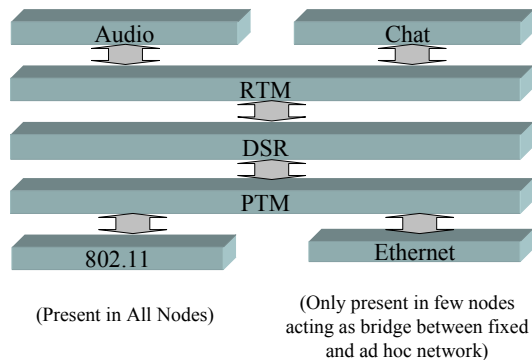 Audio
Chat
RTM
DSR
PTM
802.11
Ethernet
(Present in All Nodes)
(Only present in few nodes
acting as bridge between fixed
and ad hoc network)